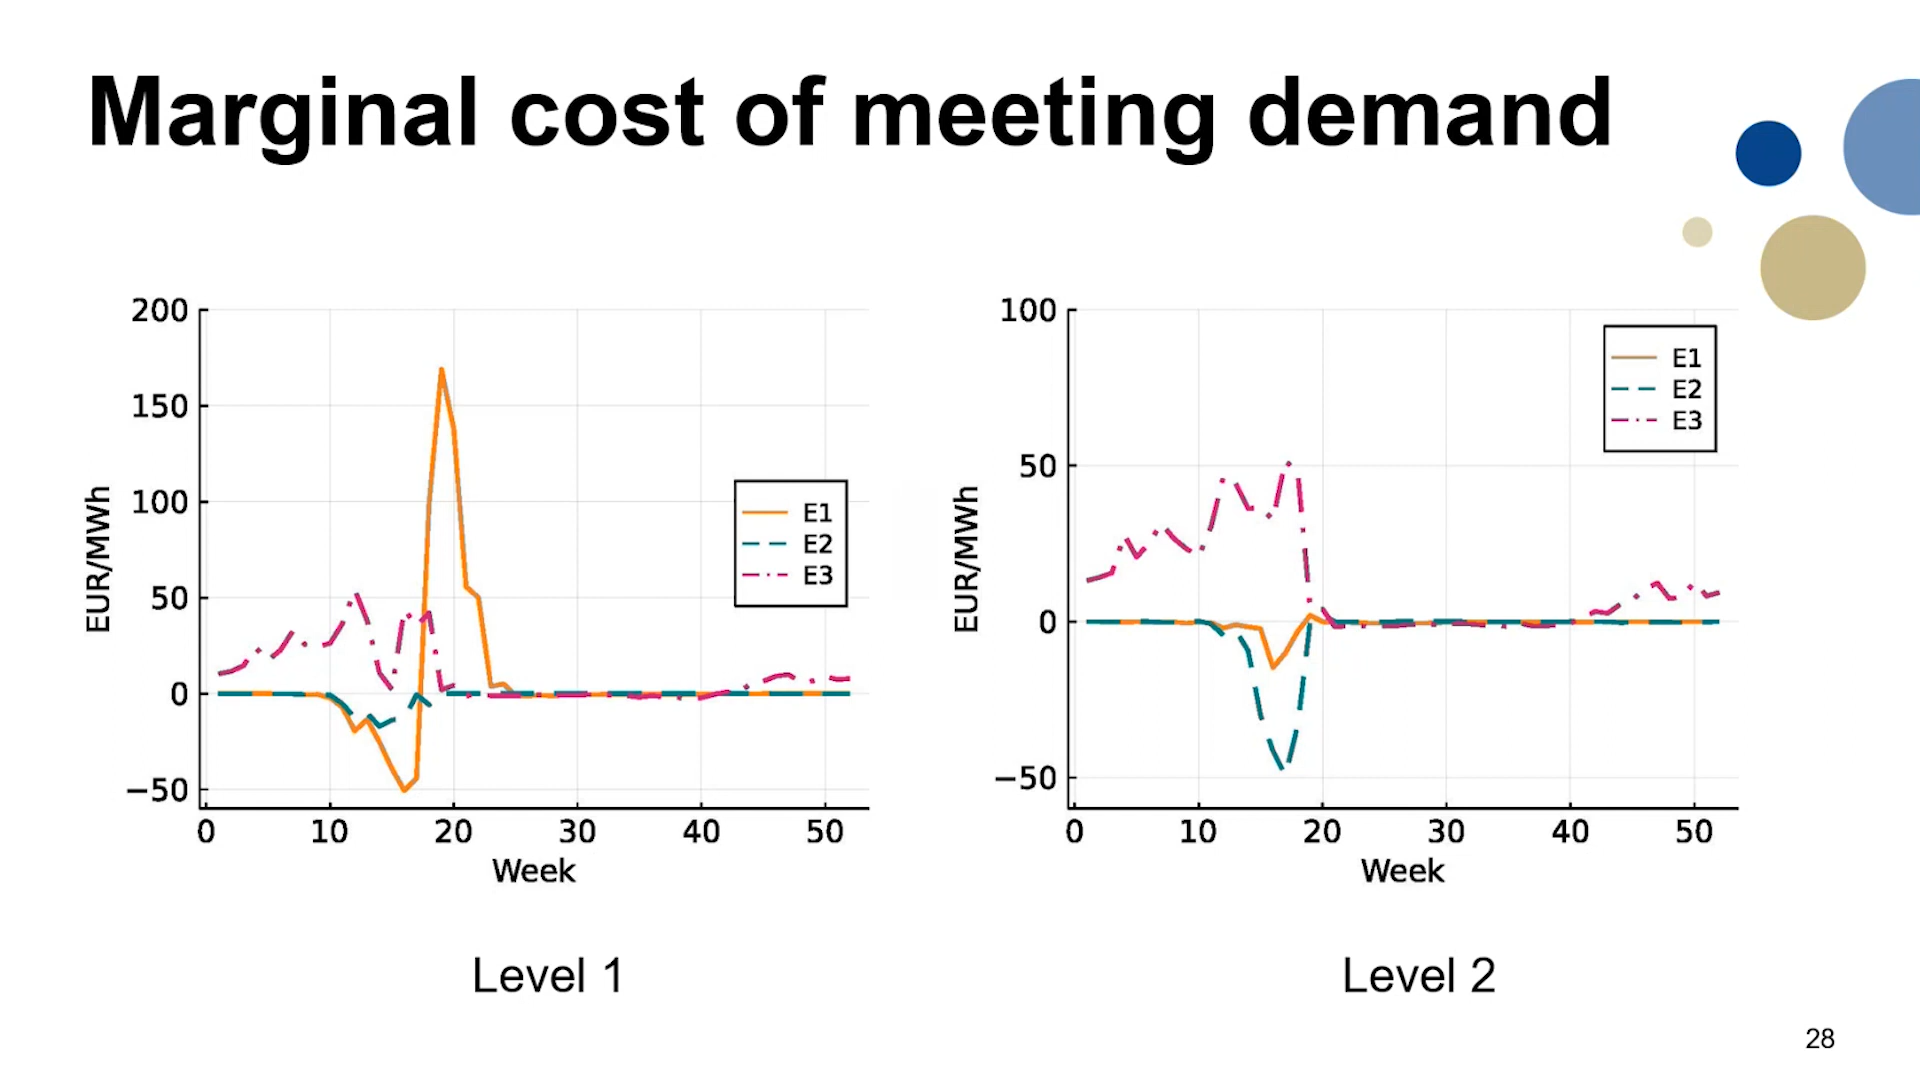 Marginal cost of meeting demand
200
150
100
50
0
−50
0 10 20 30 40 50
EUR/MWh
Week
E1
E2
E3
Level 1
100
50
0
−50
0 10 20 30 40 50
EUR/MWh
Week
E1
E2
E3
Level 2
28